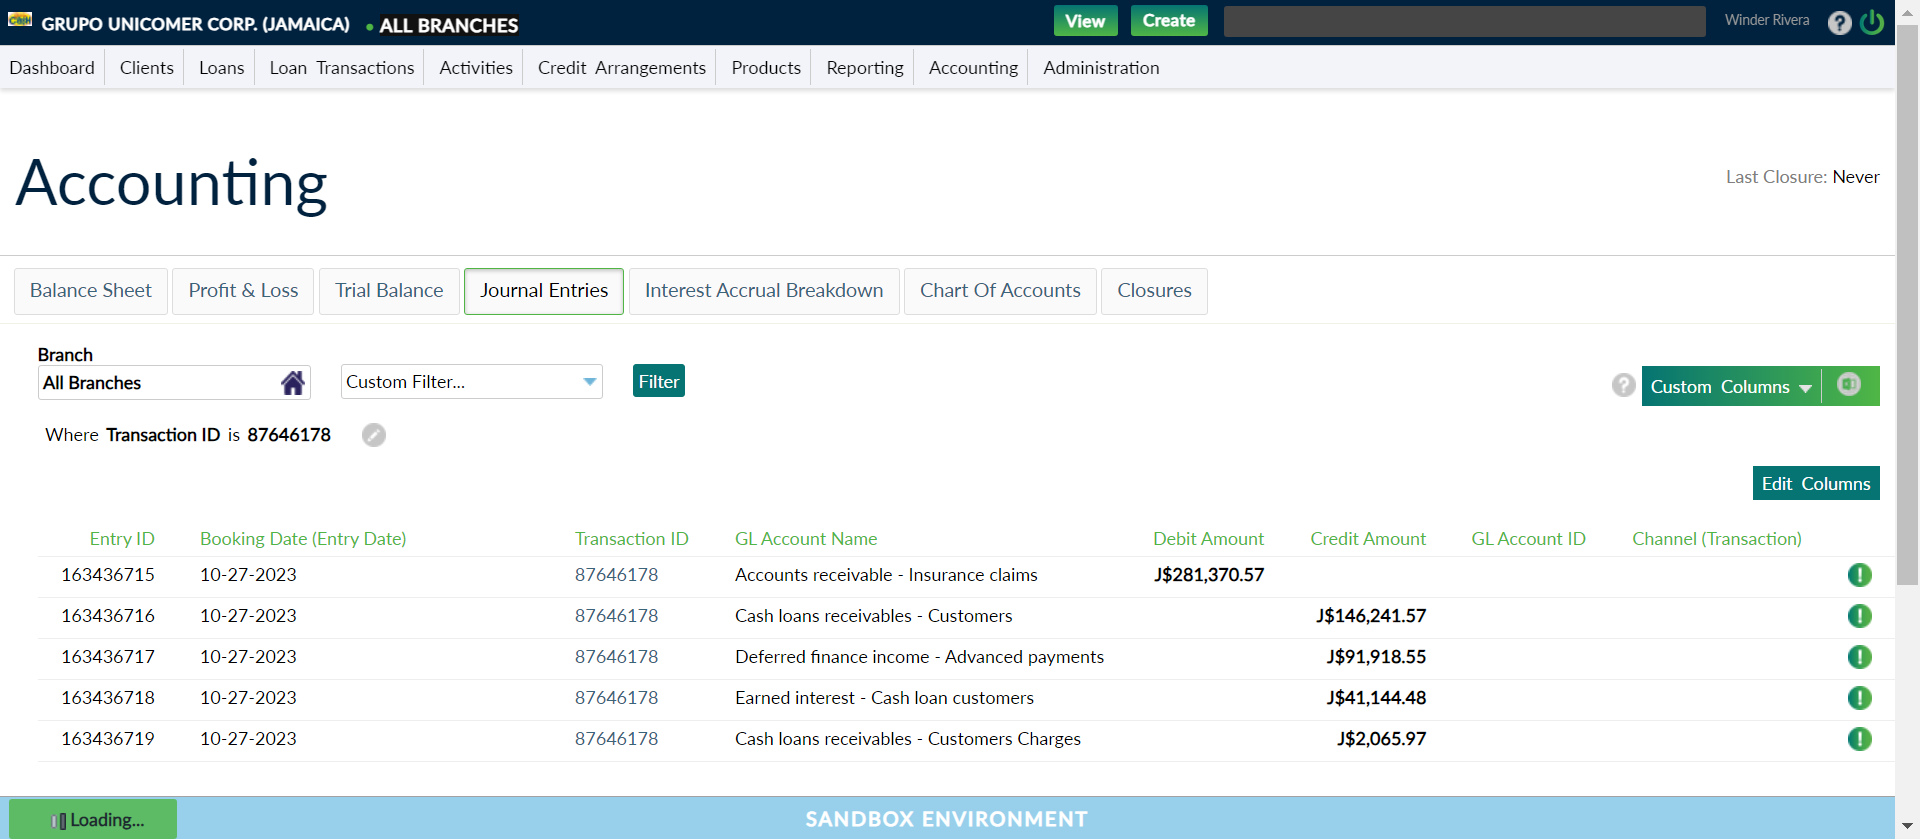 GRUPO UNICOMER CORP. (JAMAICA) • ALL BRANCHES View Create Winder Rivera ?
Dashboard Clients Loans Loan Transactions Activities Credit Arrangements Products Reporting Accounting Administration
Accounting
Last Closure: Never
Balance Sheet Profit & Loss Trial Balance Journal Entries Interest Accrual Breakdown Chart Of Accounts Closures
Branch
All Branches Custom Filter... Filter ? Custom Columns
Where Transaction ID is 87646178
Edit Columns
Entry ID Booking Date (Entry Date) Transaction ID GL Account Name Debit Amount Credit Amount GL Account ID Channel (Transaction)
163436715 10-27-2023 87646178 Accounts receivable - Insurance claims J$281,370.57
163436716 10-27-2023 87646178 Cash loans receivables - Customers J$146,241.57
163436717 10-27-2023 87646178 Deferred finance income - Advanced payments J$91,918.55
163436718 10-27-2023 87646178 Earned interest - Cash loan customers J$41,144.48
163436719 10-27-2023 87646178 Cash loans receivables - Customers Charges J$2,065.97
Loading... SANDBOX ENVIRONMENT